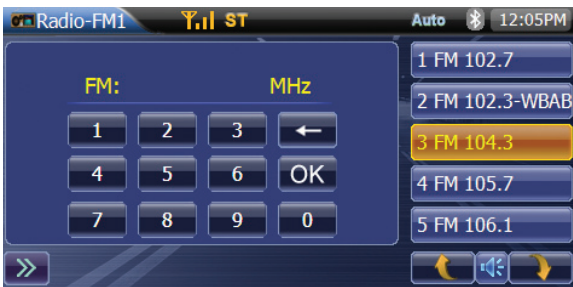 Radio-FM1 ST Auto 12:05PM
FM: MHz
1 2 3
4 5 6 OK
7 8 9 0
1 FM 102.7
2 FM 102.3-WBAB
3 FM 104.3
4 FM 105.7
5 FM 106.1